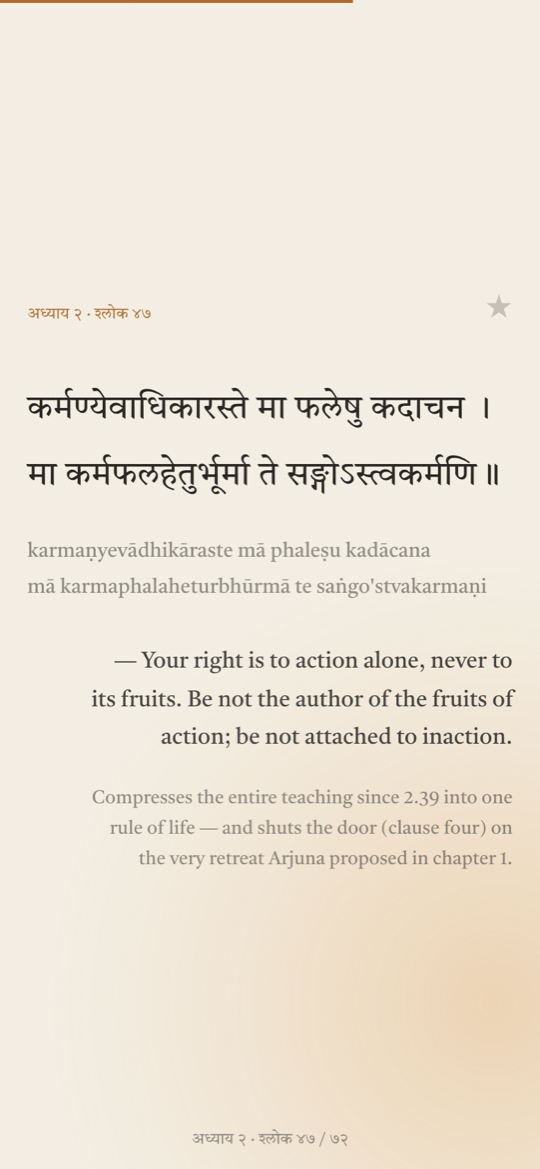 अध्याय २ · श्लोक ४७
कर्मण्येवाधिकारस्ते मा फलेषु कदाचन ।
मा कर्मफलहेतुर्भूर्मा ते सङ्गोऽस्त्वकर्मणि ॥
karmaṇyevādhikāraste mā phaleṣu kadācana
mā karmaphalaheturbhūrmā te saṅgo'stvakarmaṇi
— Your right is to action alone, never to
its fruits. Be not the author of the fruits of
action; be not attached to inaction.
Compresses the entire teaching since 2.39 into one
rule of life — and shuts the door (clause four) on
the very retreat Arjuna proposed in chapter 1.
अध्याय २ · श्लोक ४७ / ७२